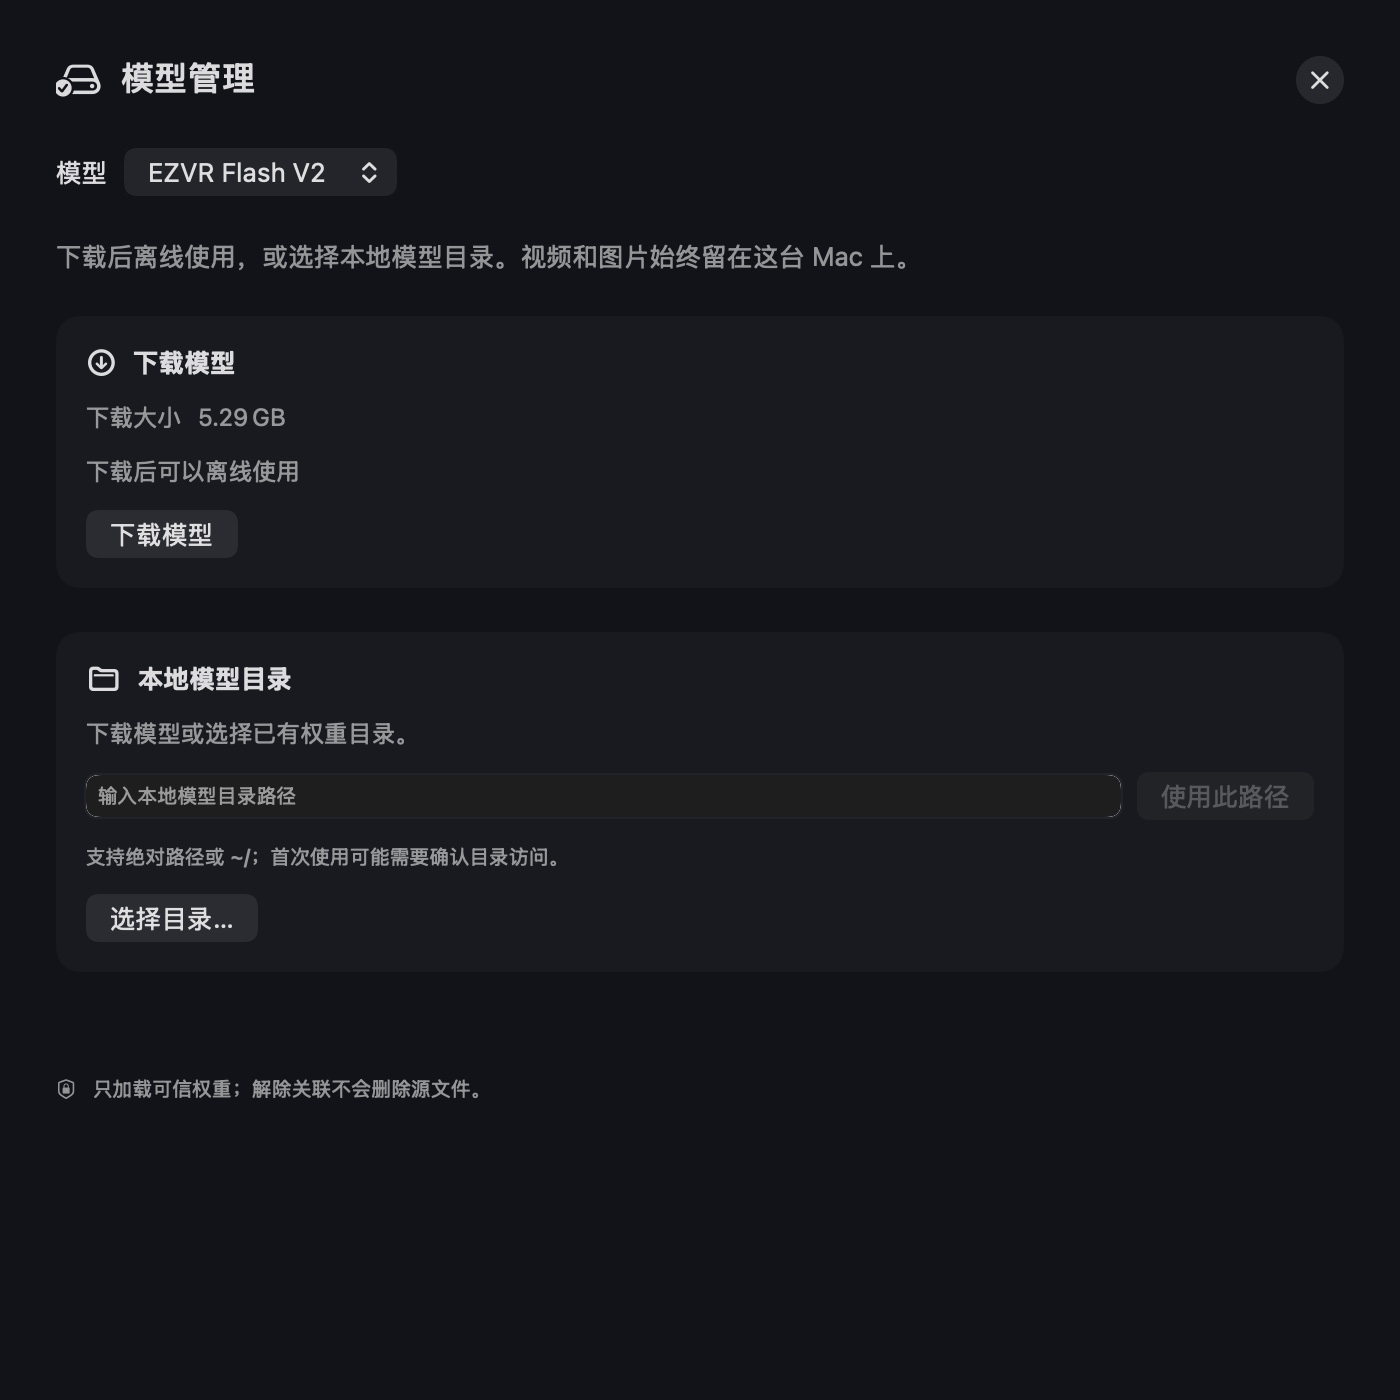 模型管理
模型 EZVR Flash V2
下载后离线使用，或选择本地模型目录。视频和图片始终留在这台 Mac 上。
下载模型
下载大小 5.29 GB
下载后可以离线使用
下载模型
本地模型目录
下载模型或选择已有权重目录。
输入本地模型目录路径 使用此路径
支持绝对路径或 ~/；首次使用可能需要确认目录访问。
选择目录...
只加载可信权重；解除关联不会删除源文件。